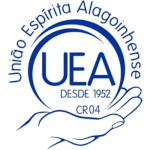 União Espírita Alagoinhense
UEA
DESDE 1952
CR04